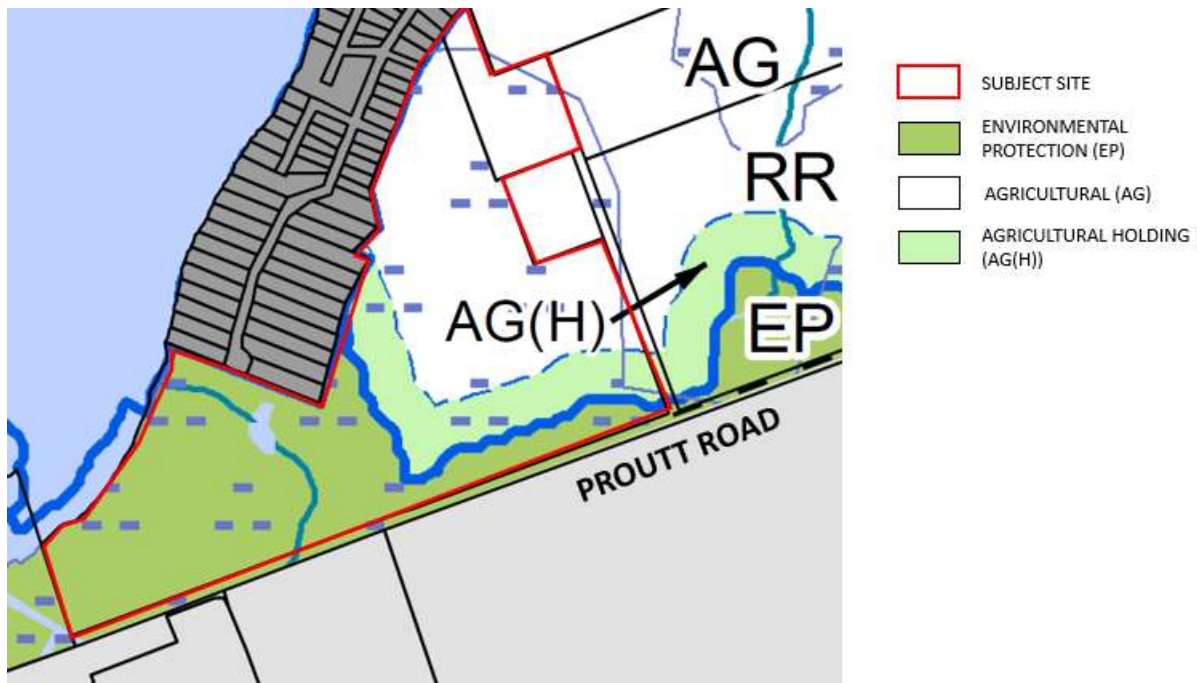 AG
RR
AG(H)
EP
PROUTT ROAD
SUBJECT SITE
ENVIRONMENTAL
PROTECTION (EP)
AGRICULTURAL (AG)
AGRICULTURAL HOLDING
(AG(H))